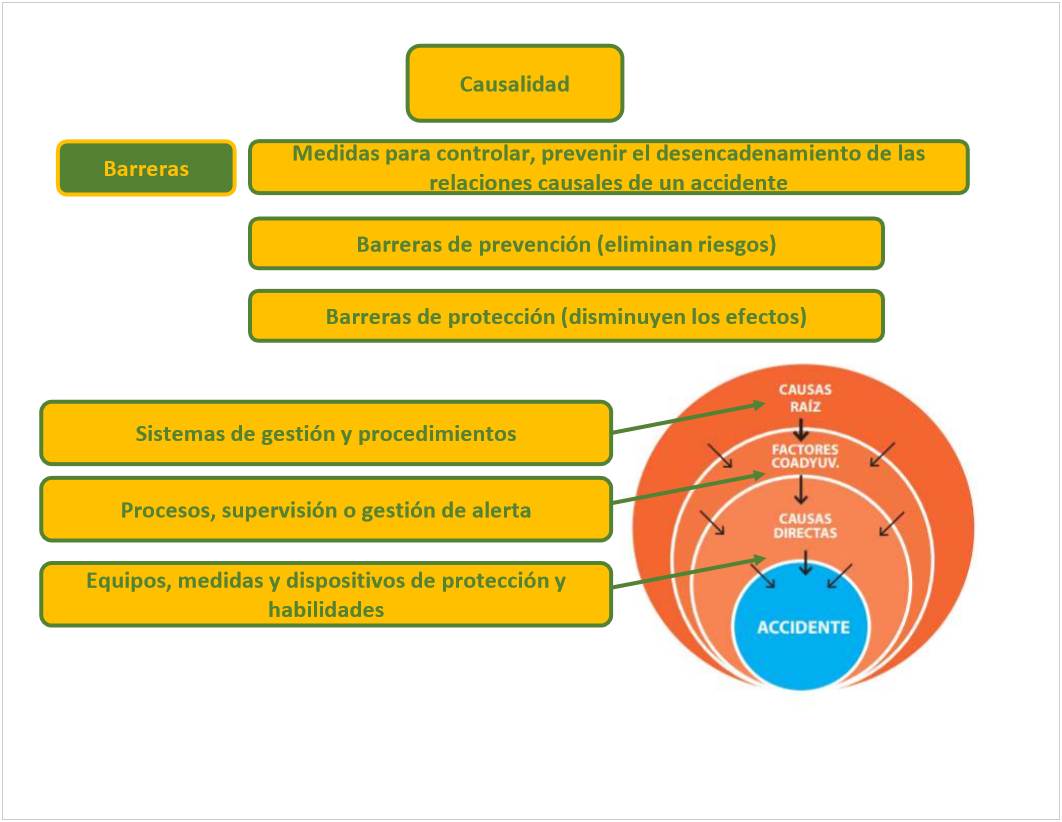 Causalidad
Barreras
Medidas para controlar, prevenir el desencadenamiento de las
relaciones causales de un accidente
Barreras de prevención (eliminan riesgos)
Barreras de protección (disminuyen los efectos)
Sistemas de gestión y procedimientos
Procesos, supervisión o gestión de alerta
Equipos, medidas y dispositivos de protección y
habilidades
CAUSAS
RAÍZ
FACTORES
COADYUV.
CAUSAS
DIRECTAS
ACCIDENTE